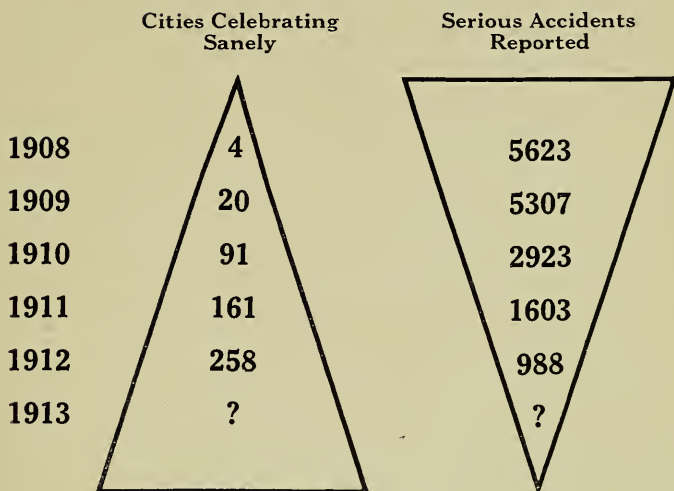 Cities Celebrating Sanely
Serious Accidents Reported
1908 4 5623
1909 20 5307
1910 91 2923
1911 161 1603
1912 258 988
1913 ? ?